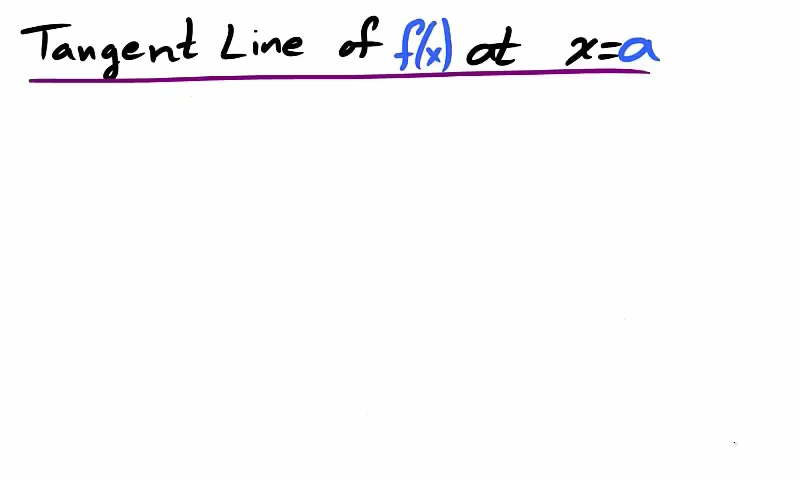 Tangent Line of f(x) at x=a